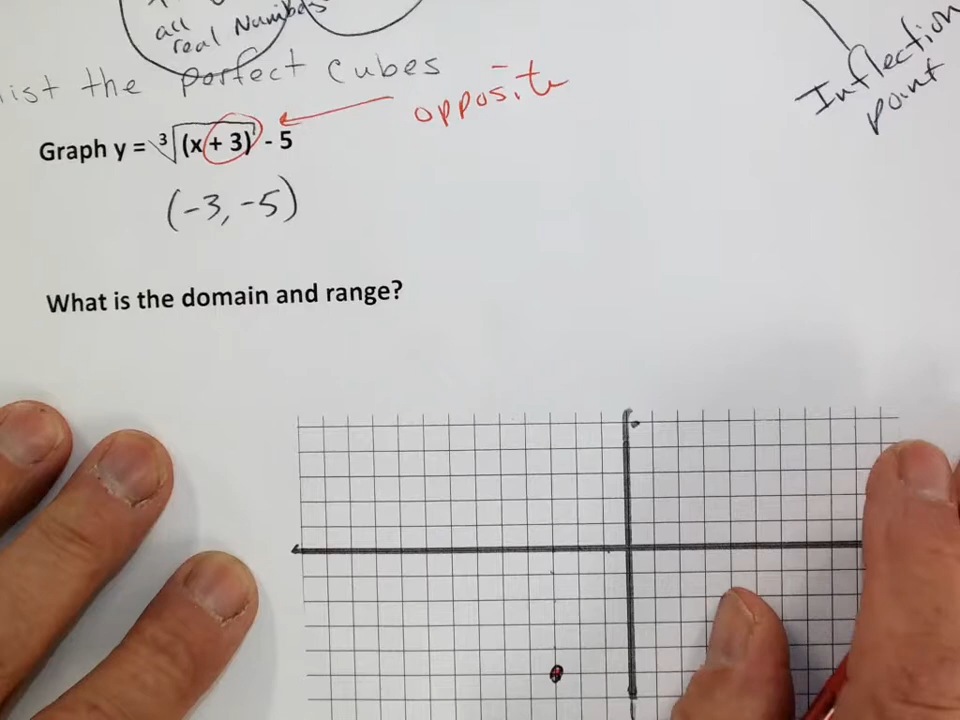 all
real Numbers
list the perfect cubes
Inflection
point
opposite
Graph y = ∛(x + 3) - 5
(-3, -5)
What is the domain and range?